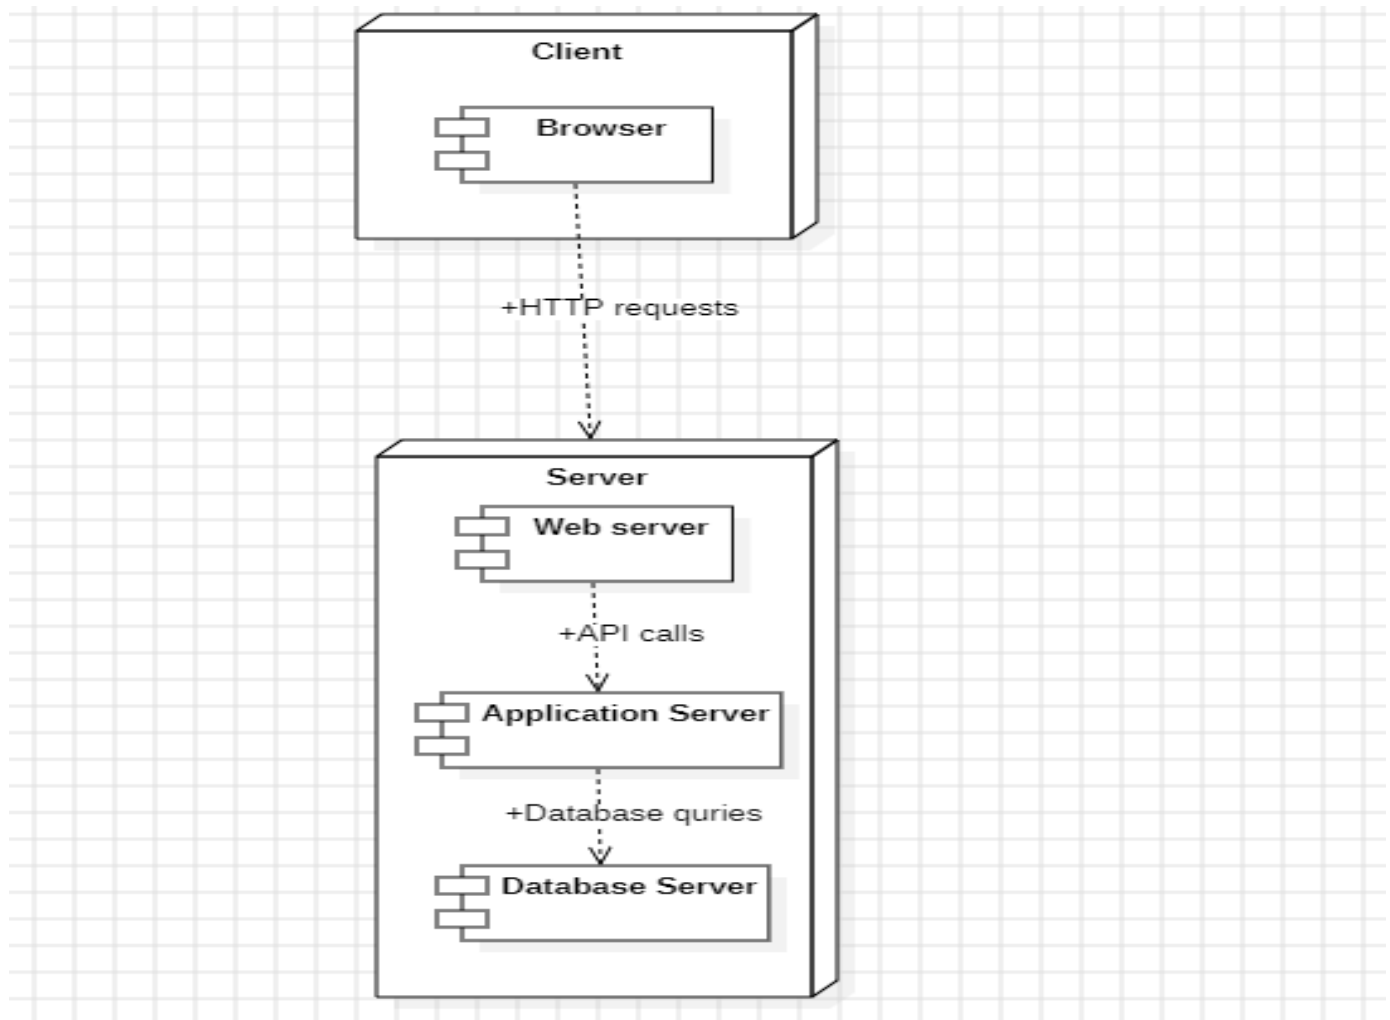 Client
Browser
+HTTP requests
Server
Web server
+API calls
Application Server
+Database quries
Database Server